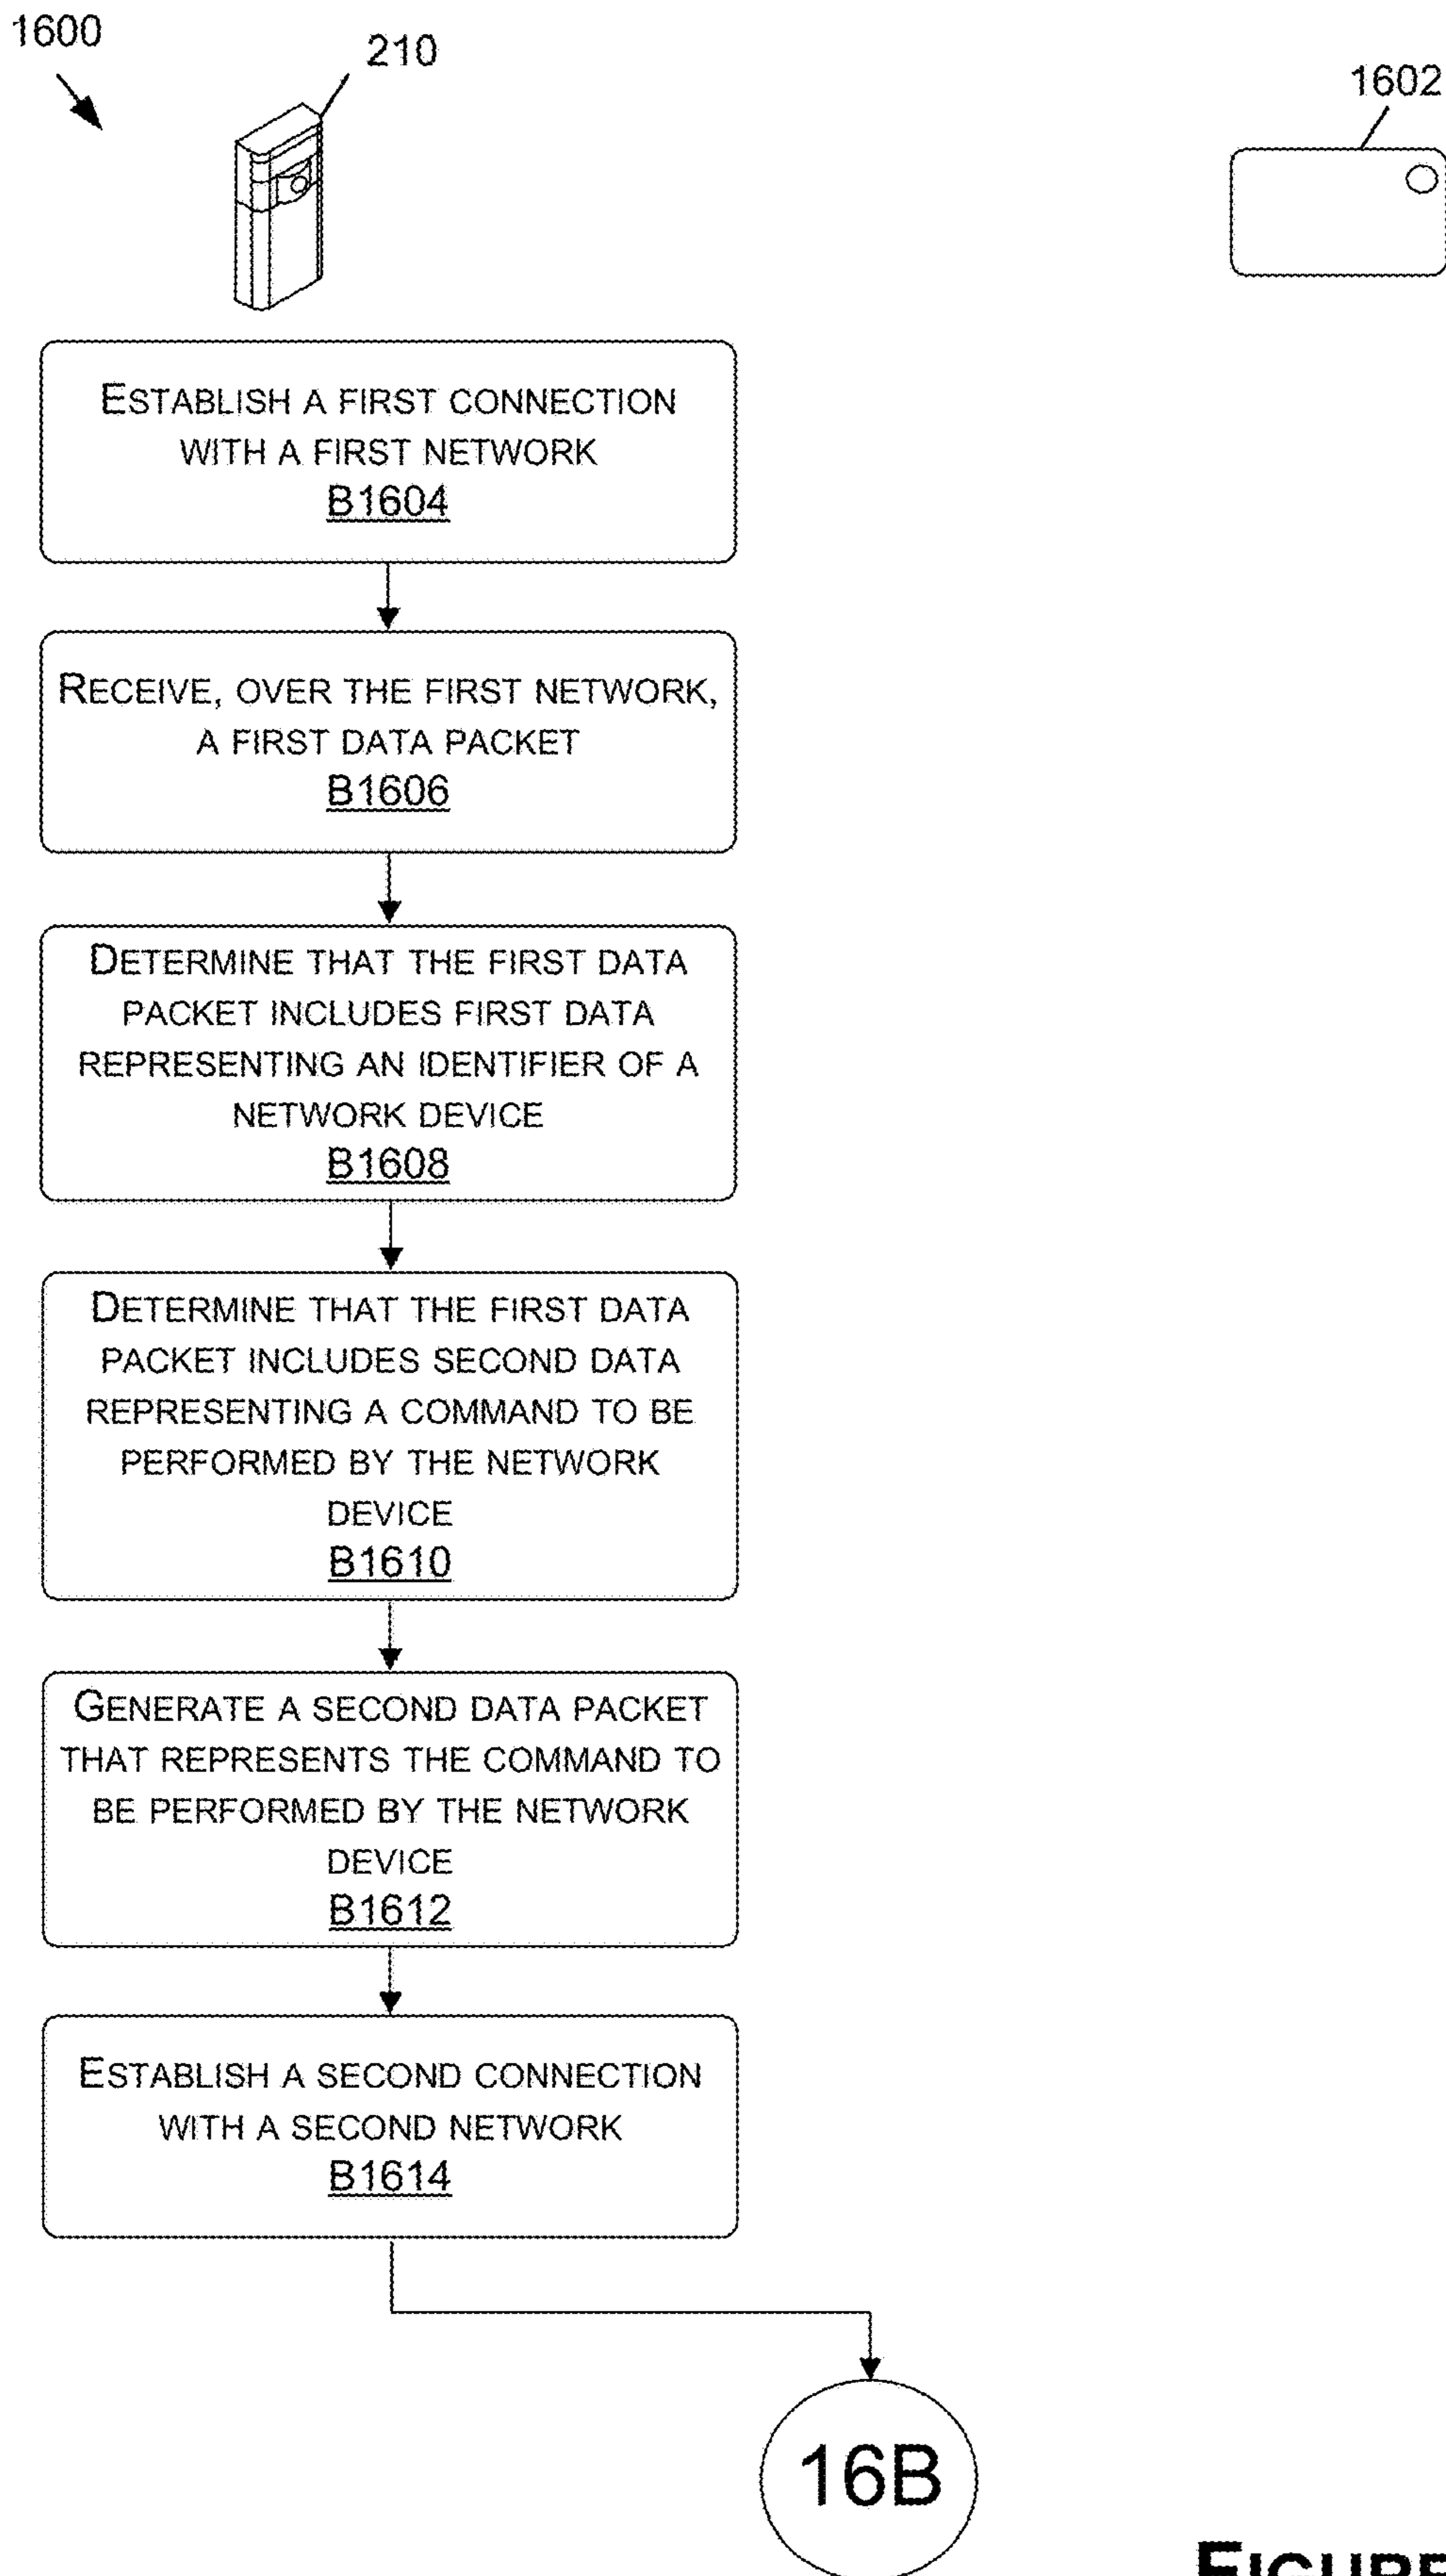 1600
210
1602
ESTABLISH A FIRST CONNECTION
WITH A FIRST NETWORK
B1604
RECEIVE, OVER THE FIRST NETWORK,
A FIRST DATA PACKET
B1606
DETERMINE THAT THE FIRST DATA
PACKET INCLUDES FIRST DATA
REPRESENTING AN IDENTIFIER OF A
NETWORK DEVICE
B1608
DETERMINE THAT THE FIRST DATA
PACKET INCLUDES SECOND DATA
REPRESENTING A COMMAND TO BE
PERFORMED BY THE NETWORK
DEVICE
B1610
GENERATE A SECOND DATA PACKET
THAT REPRESENTS THE COMMAND TO
BE PERFORMED BY THE NETWORK
DEVICE
B1612
ESTABLISH A SECOND CONNECTION
WITH A SECOND NETWORK
B1614
16B
FIGURE